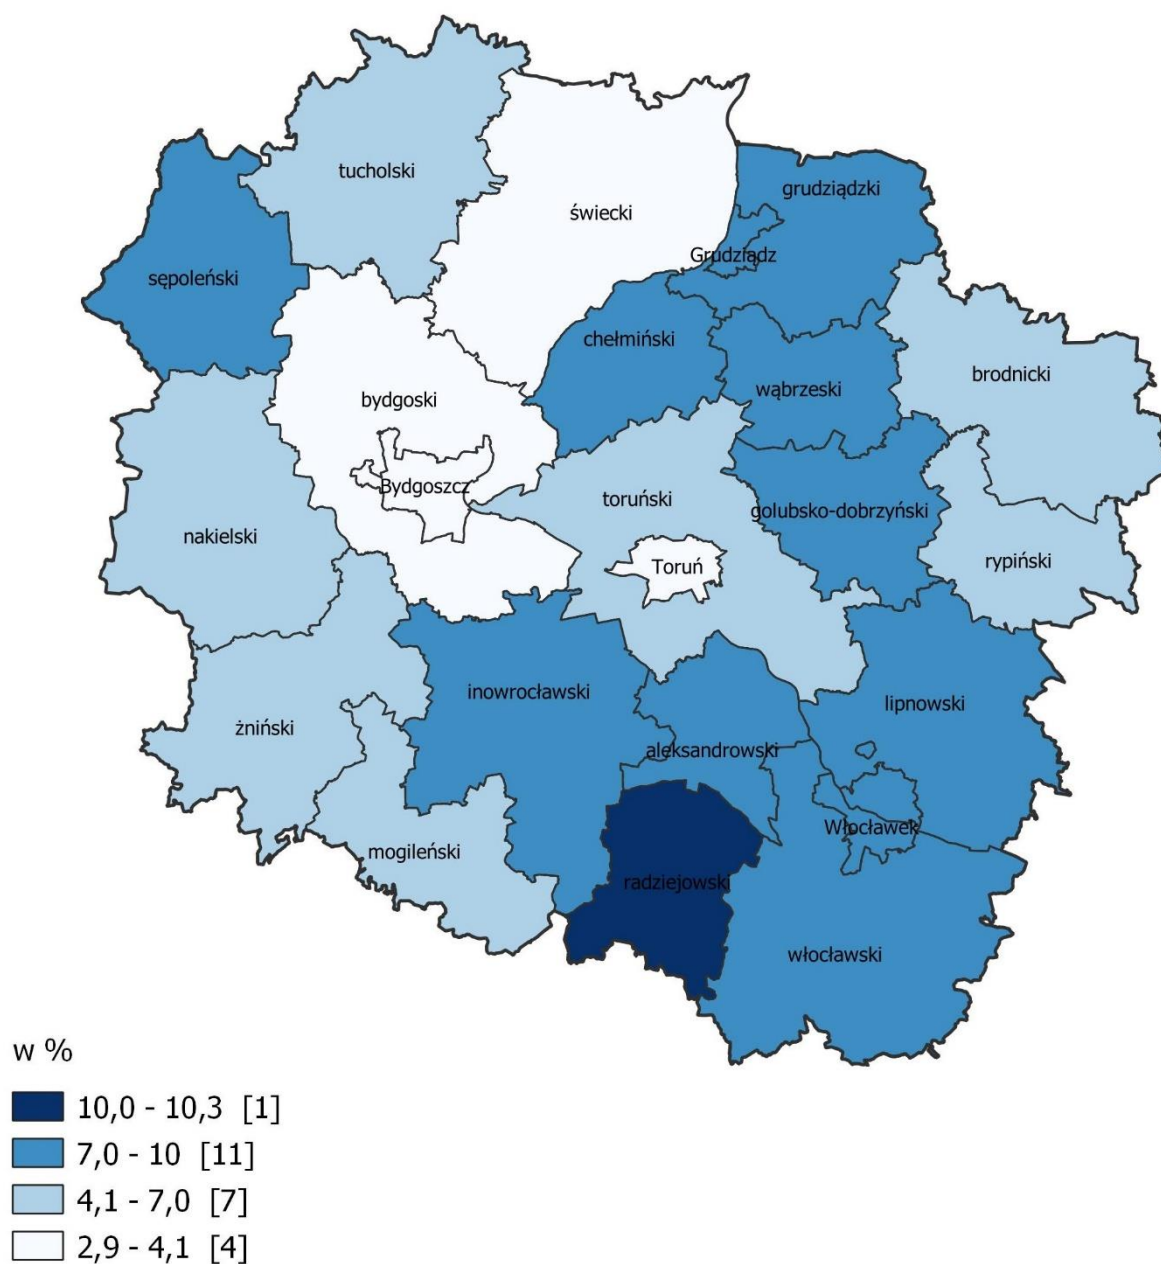 tucholski
świecki
grudziądzki
Grudziądz
sępoleński
chełmiński
brodnicki
wąbrzeski
bydgoski
Bydgoszcz
toruński
golubsko-dobrzyński
nakielski
Toruń
rypiński
inowrocławski
lipnowski
żniński
aleksandrowski
Włocławek
mogileński
radziejowski
włocławski
w %
10,0 - 10,3 [1]
7,0 - 10 [11]
4,1 - 7,0 [7]
2,9 - 4,1 [4]